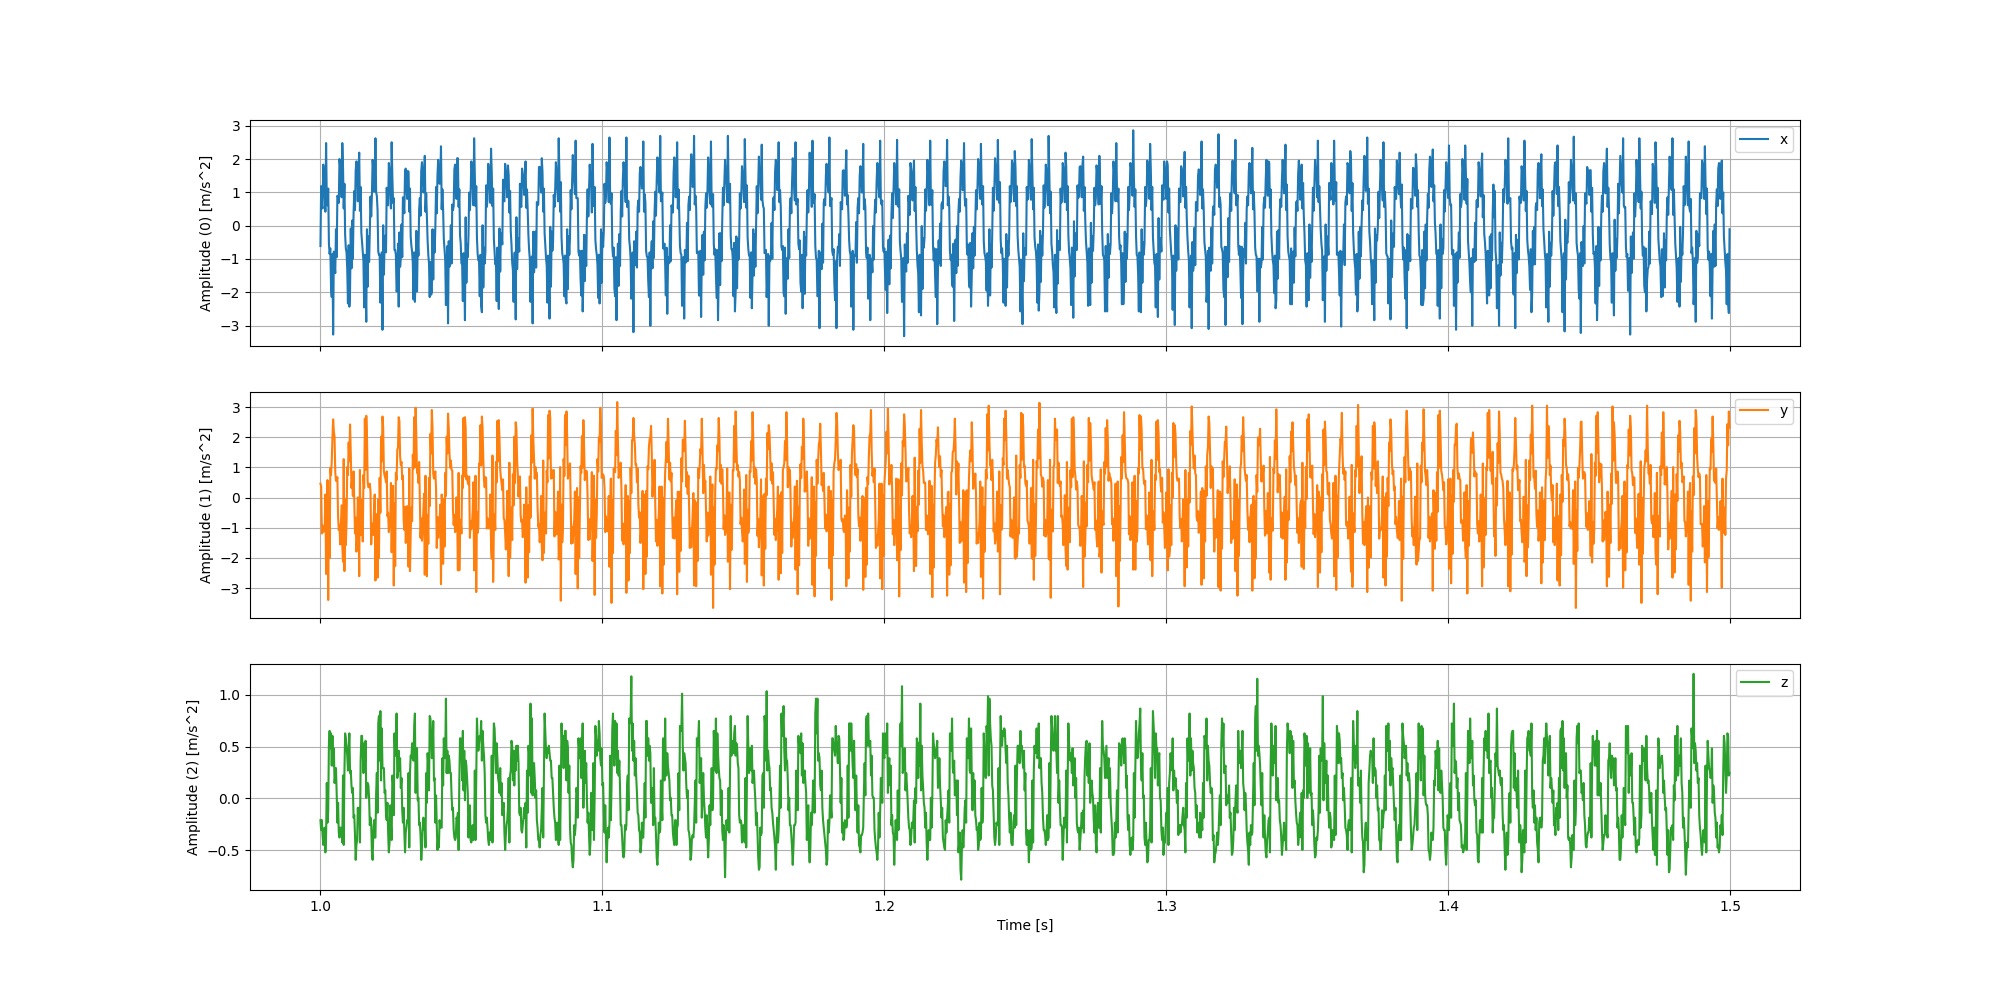 Amplitude (0) [m/s^2]
3
2
1
0
−1
−2
−3
x
Amplitude (1) [m/s^2]
3
2
1
0
−1
−2
−3
y
Amplitude (2) [m/s^2]
1.0
0.5
0.0
−0.5
z
1.0 1.1 1.2 1.3 1.4 1.5
Time [s]